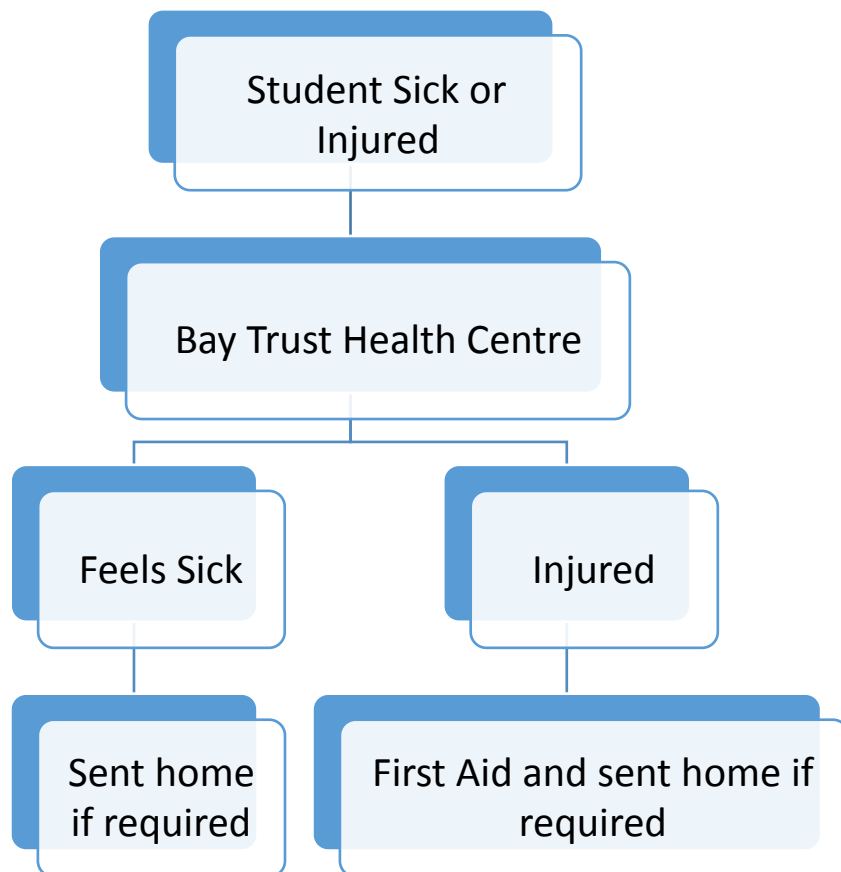 Student Sick or
Injured
Bay Trust Health Centre
Feels Sick
Injured
Sent home
if required
First Aid and sent home if
required